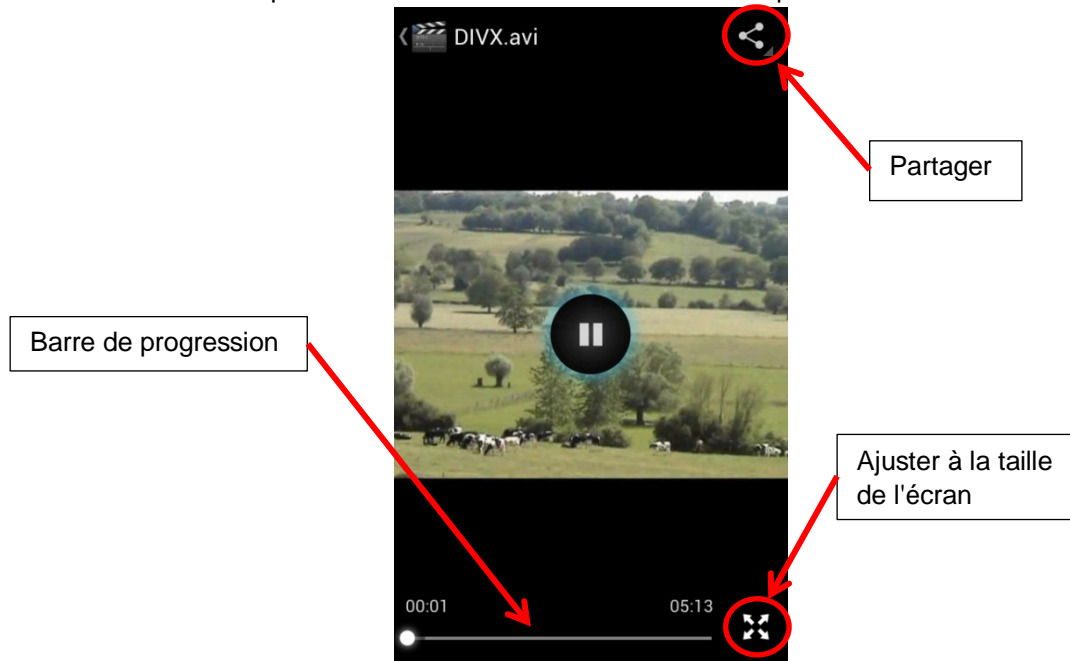 DIVX.avi
Partager
Barre de progression
Ajuster à la taille
de l'écran
00:01
05:13